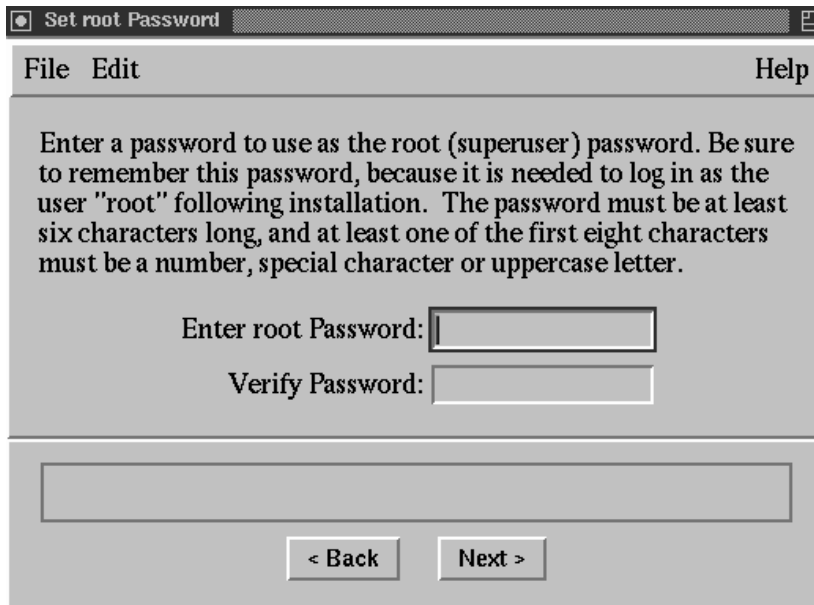 Set root Password
File Edit Help
Enter a password to use as the root (superuser) password. Be sure
to remember this password, because it is needed to log in as the
user "root" following installation.  The password must be at least
six characters long, and at least one of the first eight characters
must be a number, special character or uppercase letter.
Enter root Password:
Verify Password:
< Back Next >